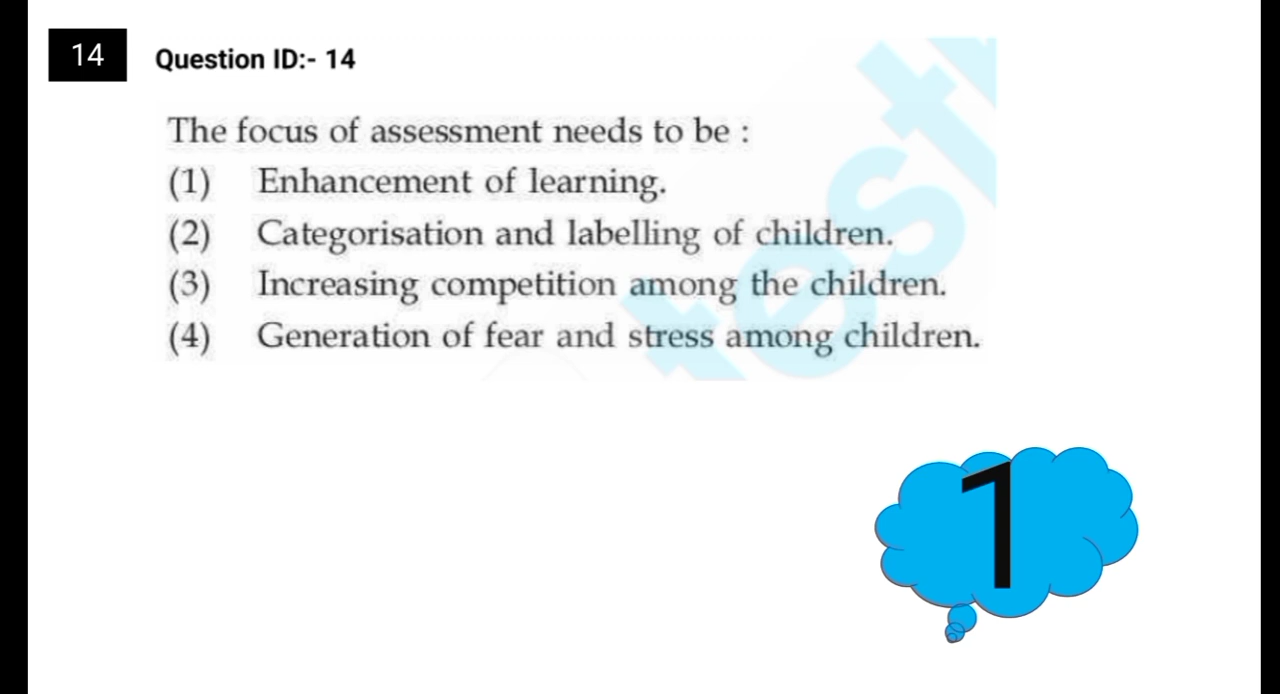 14 Question ID:- 14
The focus of assessment needs to be :
(1) Enhancement of learning.
(2) Categorisation and labelling of children.
(3) Increasing competition among the children.
(4) Generation of fear and stress among children.
1